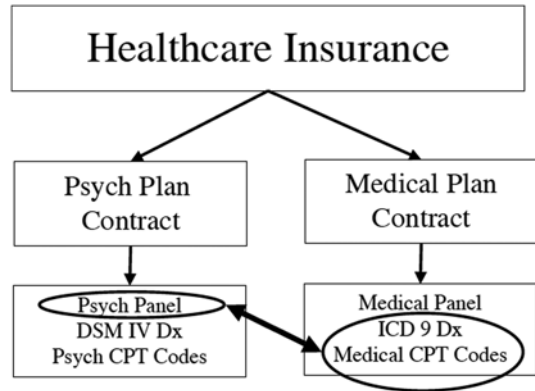 Healthcare Insurance
Psych Plan
Contract
Medical Plan
Contract
Psych Panel
DSM IV Dx
Psych CPT Codes
Medical Panel
ICD 9 Dx
Medical CPT Codes